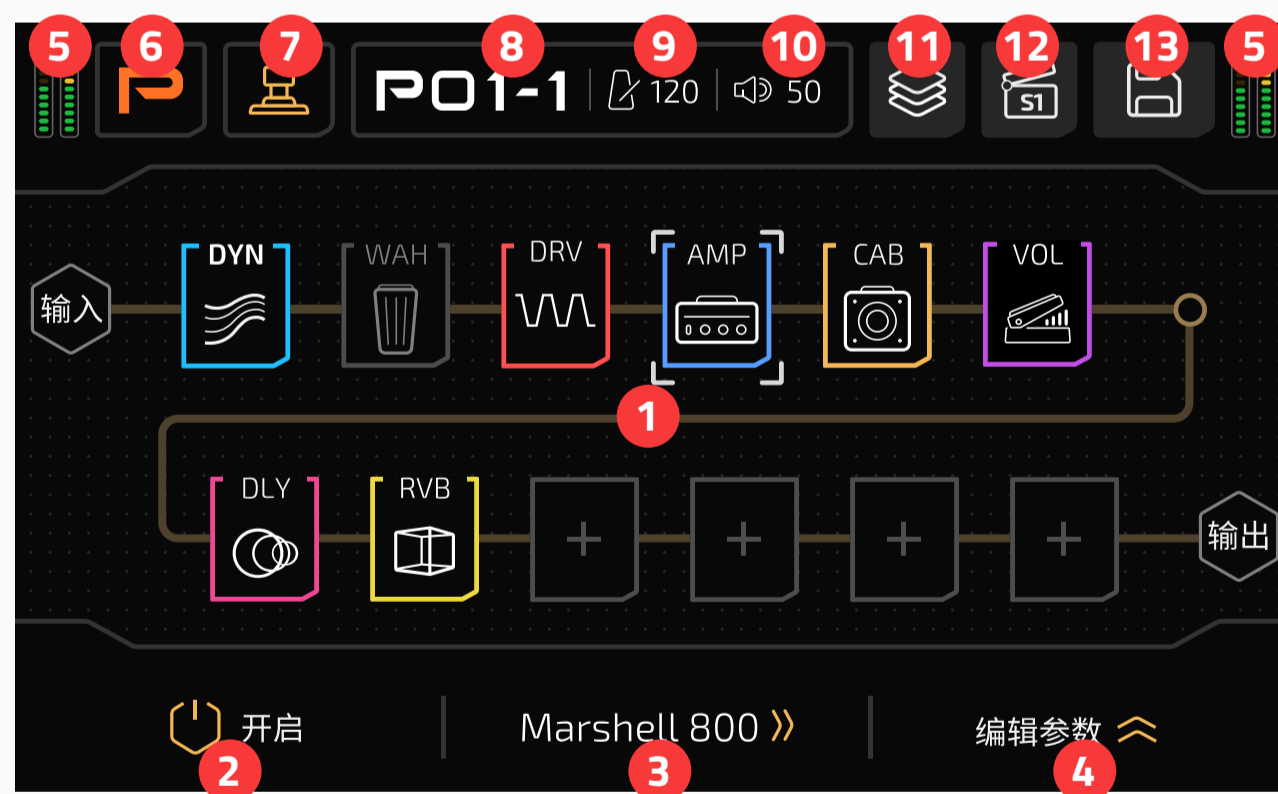 5 6 7 8 9 10 11 12 13 5
P P01-1 120 50 S1
DYN WAH DRV AMP CAB VOL
输入
1
DLY RVB + + + +
输出
开启 Marshell 800 编辑参数
2 3 4